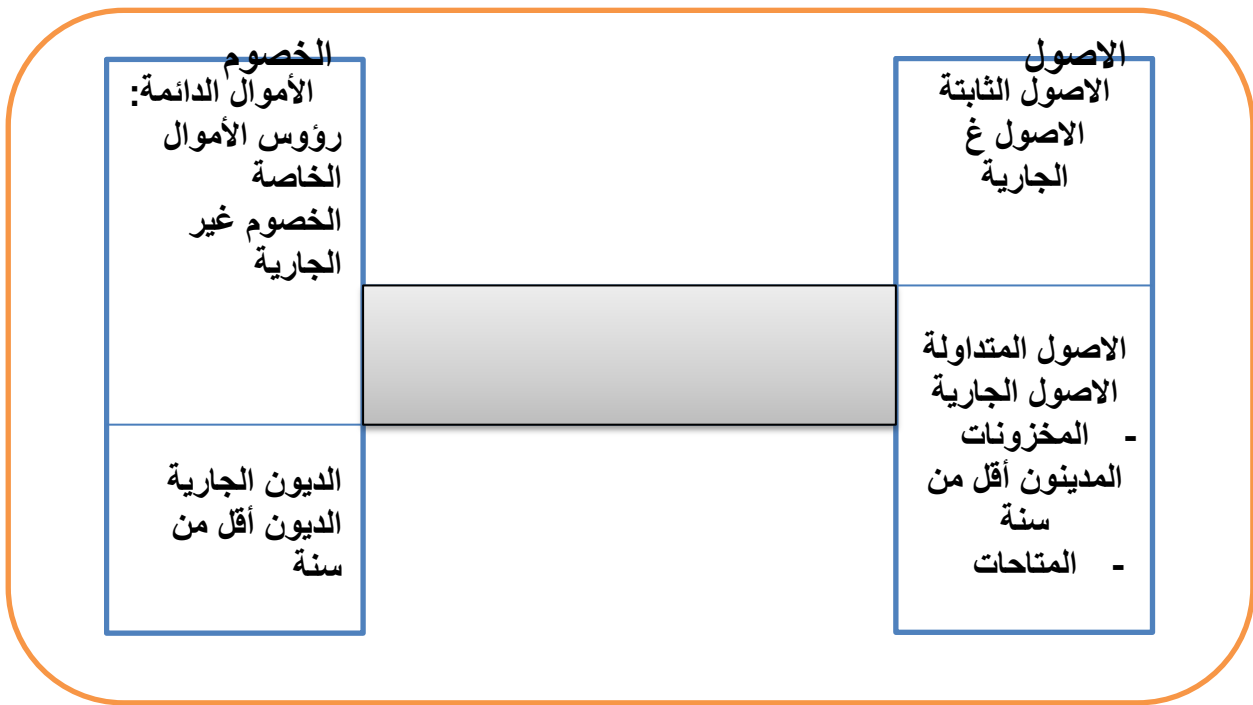 الاصول
الاصول الثابتة
الاصول غ
الجارية
الاصول المتداولة
الاصول الجارية
- المخزونات
المدينون أقل من
سنة
- المتاحات
الخصوم
الأموال الدائمة:
رؤوس الأموال
الخاصة
الخصوم غير
الجارية
الديون الجارية
الديون أقل من
سنة